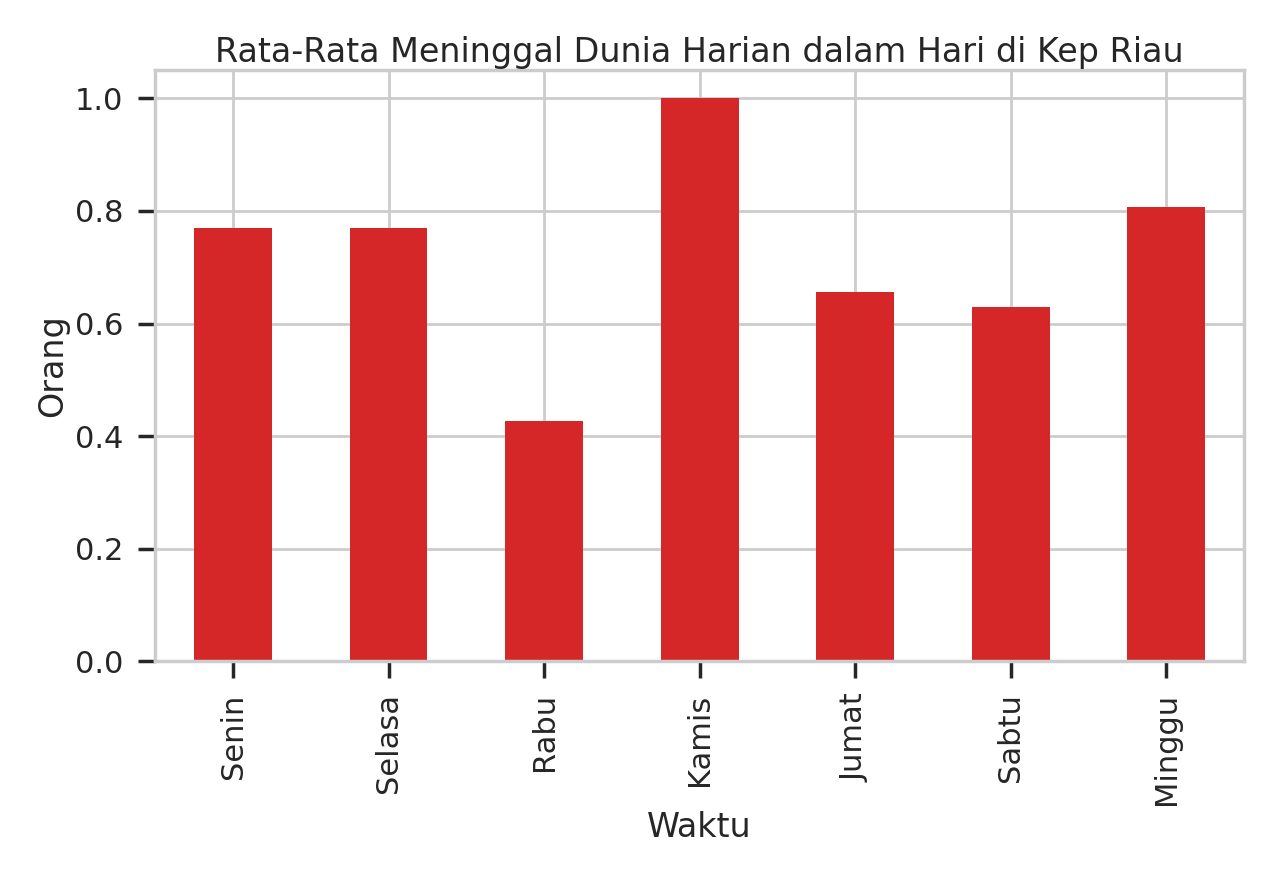 Rata-Rata Meninggal Dunia Harian dalam Hari di Kep Riau
1.0
0.8
0.6
0.4
0.2
0.0
Orang
Senin
Selasa
Rabu
Kamis
Jumat
Sabtu
Minggu
Waktu